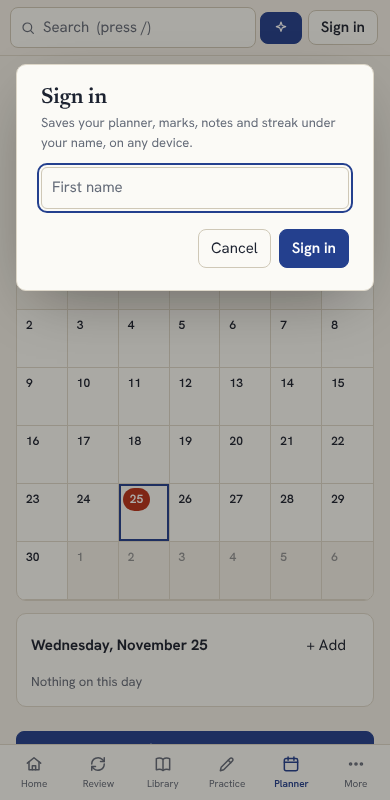 Search (press /)
Sign in
Sign in
Saves your planner, marks, notes and streak under
your name, on any device.
First name
Cancel
Sign in
2 3 4 5 6 7 8
9 10 11 12 13 14 15
16 17 18 19 20 21 22
23 24 25 26 27 28 29
30 1 2 3 4 5 6
Wednesday, November 25
+ Add
Nothing on this day
Home Review Library Practice Planner More